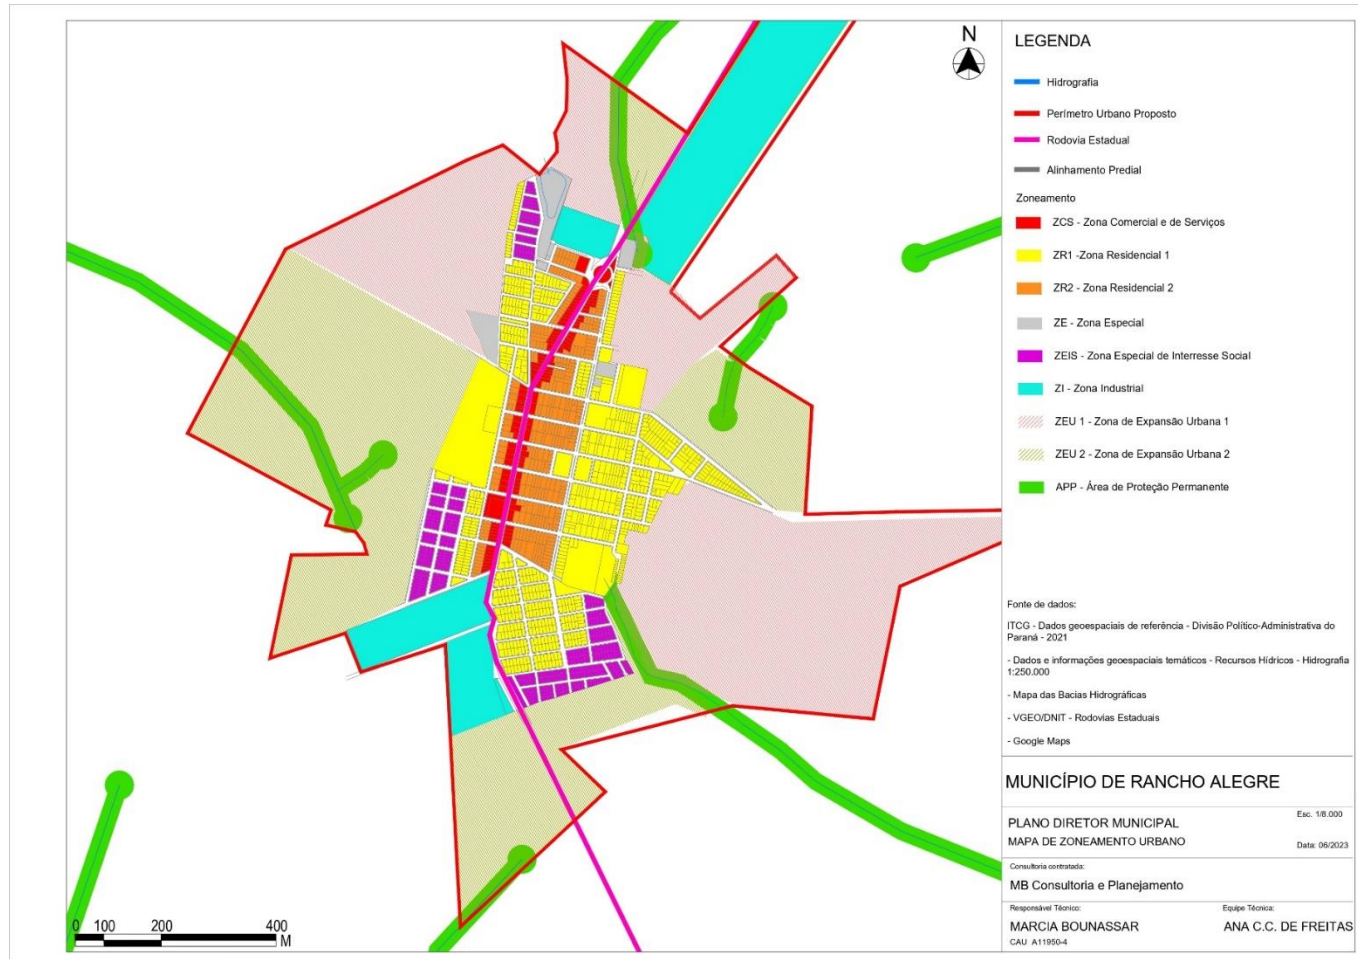 N
LEGENDA
Hidrografia
Perímetro Urbano Proposto
Rodovia Estadual
Alinhamento Predial
Zoneamento
ZCS - Zona Comercial e de Serviços
ZR1 -Zona Residencial 1
ZR2 - Zona Residencial 2
ZE - Zona Especial
ZEIS - Zona Especial de Interresse Social
ZI - Zona Industrial
ZEU 1 - Zona de Expansão Urbana 1
ZEU 2 - Zona de Expansão Urbana 2
APP - Área de Proteção Permanente
Fonte de dados:
ITCG - Dados geoespaciais de referência - Divisão Político-Administrativa do
Paraná - 2021
- Dados e informações geoespaciais temáticos - Recursos Hídricos - Hidrografia
1:250.000
- Mapa das Bacias Hidrográficas
- VGEO/DNIT - Rodovias Estaduais
- Google Maps
MUNICÍPIO DE RANCHO ALEGRE
Esc. 1/8.000
PLANO DIRETOR MUNICIPAL
MAPA DE ZONEAMENTO URBANO
Data: 06/2023
Consultoria contratada:
MB Consultoria e Planejamento
Responsável Técnico: Equipe Técnica:
MARCIA BOUNASSAR ANA C.C. DE FREITAS
CAU A11950-4
0 100 200 400
M